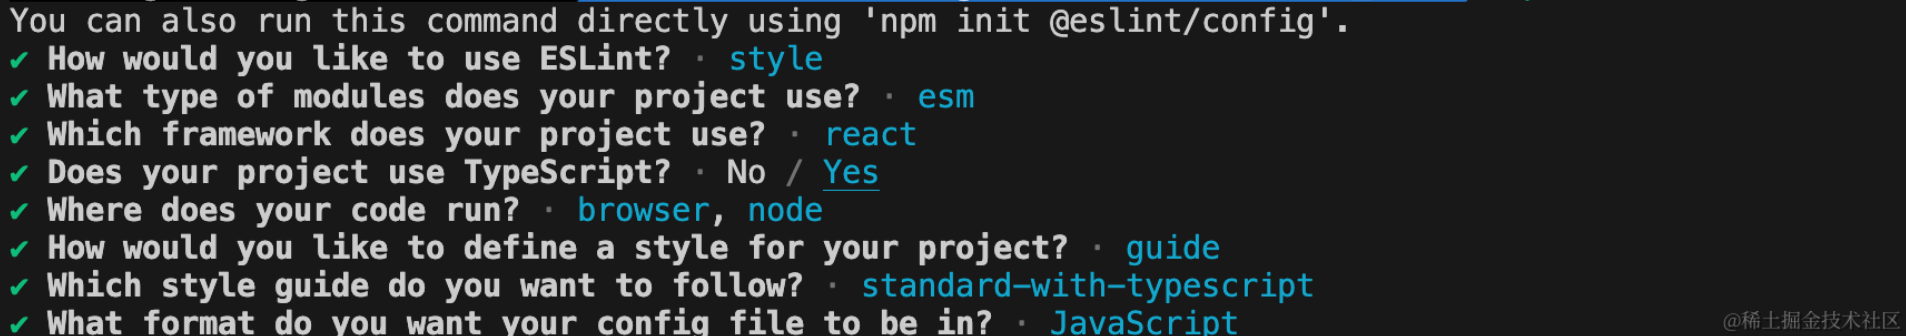 You can also run this command directly using 'npm init @eslint/config'.
✔ How would you like to use ESLint? · style
✔ What type of modules does your project use? · esm
✔ Which framework does your project use? · react
✔ Does your project use TypeScript? · No / Yes
✔ Where does your code run? · browser, node
✔ How would you like to define a style for your project? · guide
✔ Which style guide do you want to follow? · standard-with-typescript
✔ What format do you want your config file to be in? · JavaScript
@稀土掘金技术社区